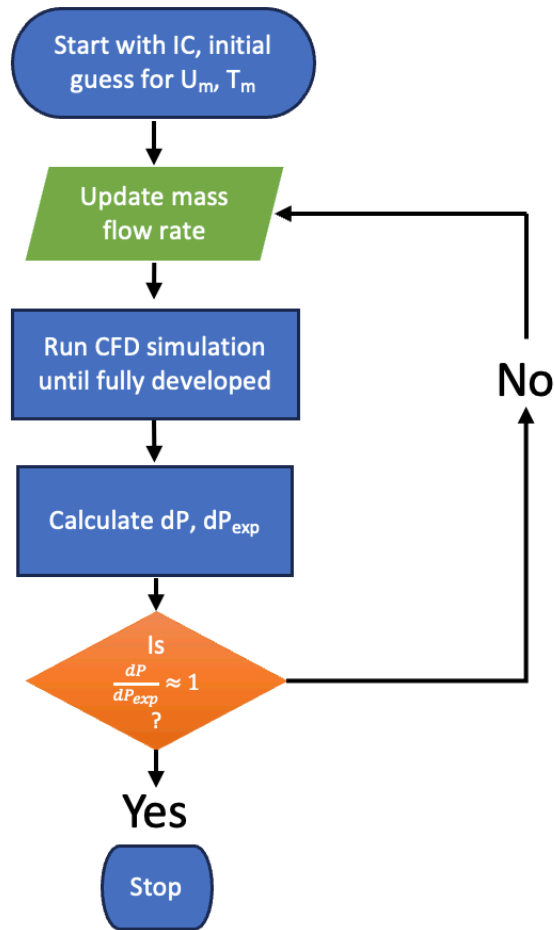 Start with IC, initial
guess for Uₘ, Tₘ
Update mass
flow rate
Run CFD simulation
until fully developed
No
Calculate dP, dPₑₓₚ
Is
dP
dPₑₓₚ
≈ 1
?
Yes
Stop